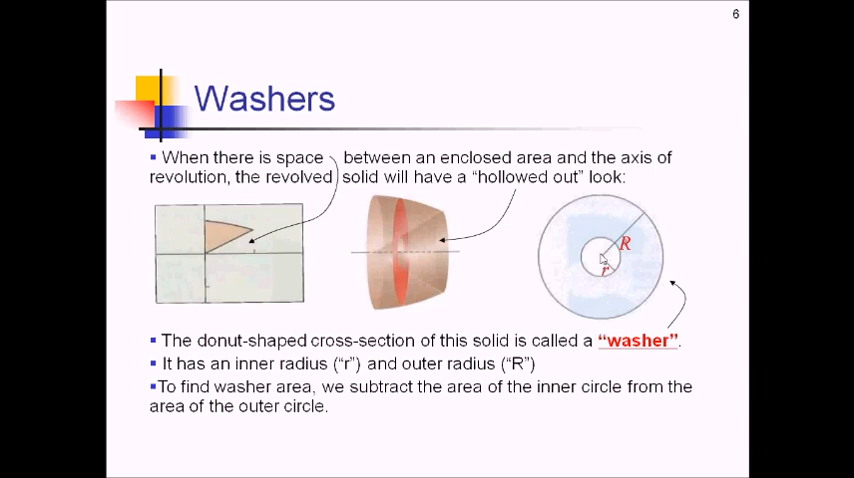 6
Washers
▪ When there is space between an enclosed area and the axis of
revolution, the revolved solid will have a “hollowed out” look:
R
r
▪ The donut-shaped cross-section of this solid is called a “washer”.
▪ It has an inner radius (“r”) and outer radius (“R”)
▪To find washer area, we subtract the area of the inner circle from the
area of the outer circle.